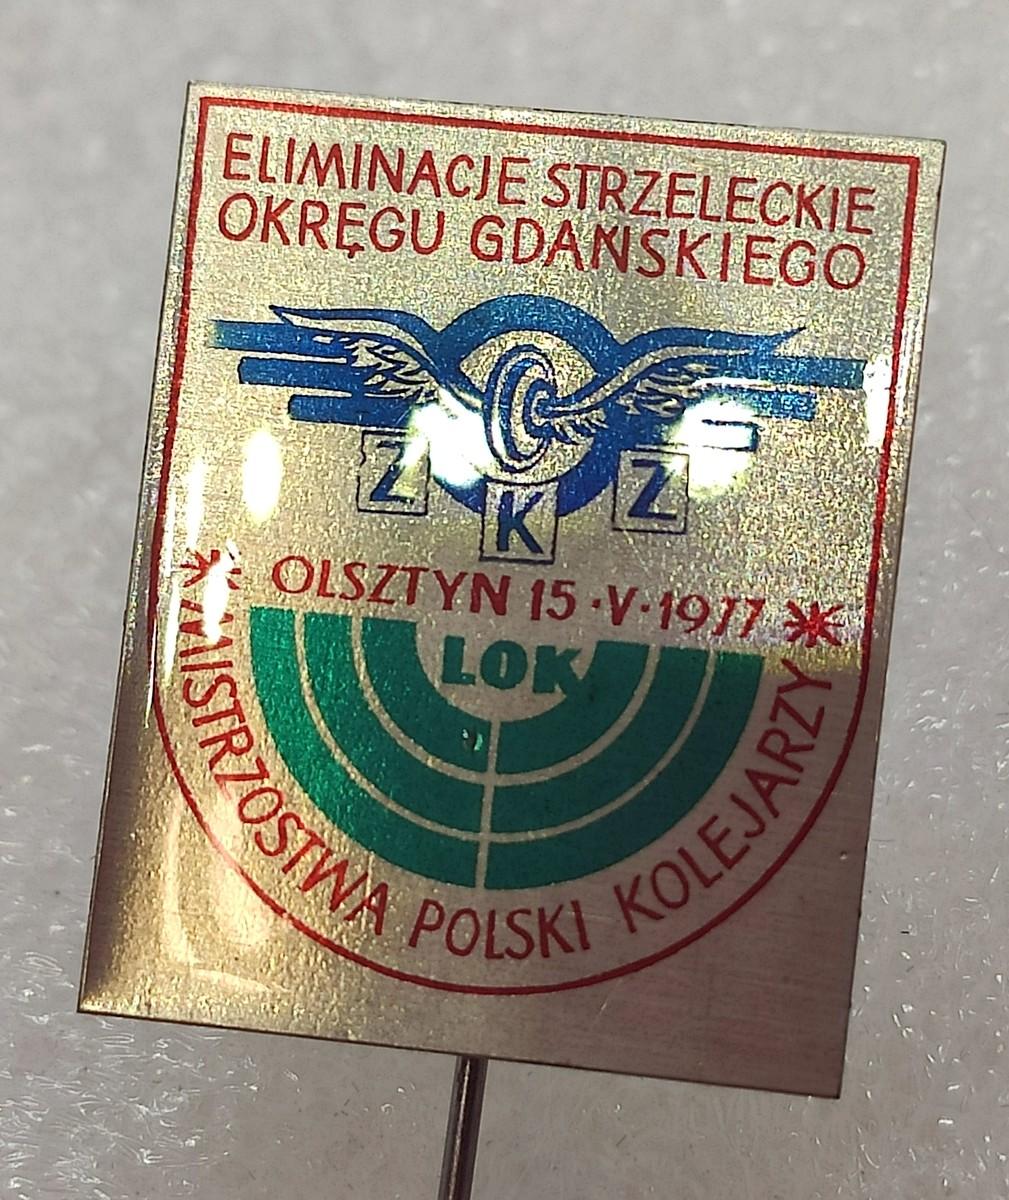 ELIMINACJE STRZELECKIE
OKRĘGU GDAŃSKIEGO
Z K Z
OLSZTYN 15·V·1977
LOK
MISTRZOSTWA POLSKI KOLEJARZY